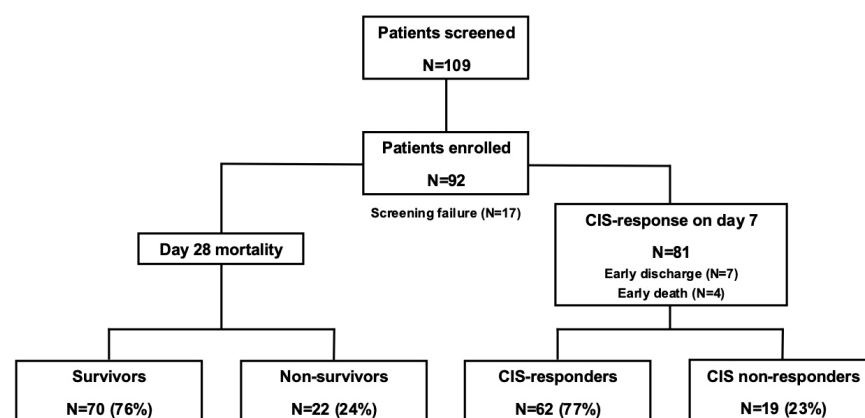 Patients screened
N=109
Patients enrolled
N=92
Screening failure (N=17)
Day 28 mortality
CIS-response on day 7
N=81
Early discharge (N=7)
Early death (N=4)
Survivors
N=70 (76%)
Non-survivors
N=22 (24%)
CIS-responders
N=62 (77%)
CIS non-responders
N=19 (23%)